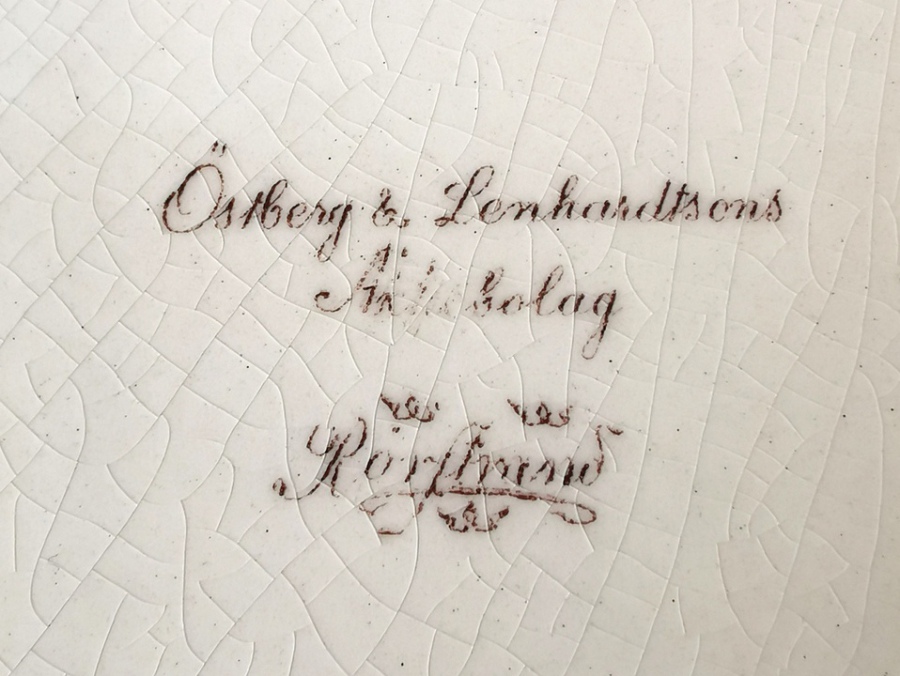 Östberg & Lenhardtsons
Aktiebolag
Rörstrand